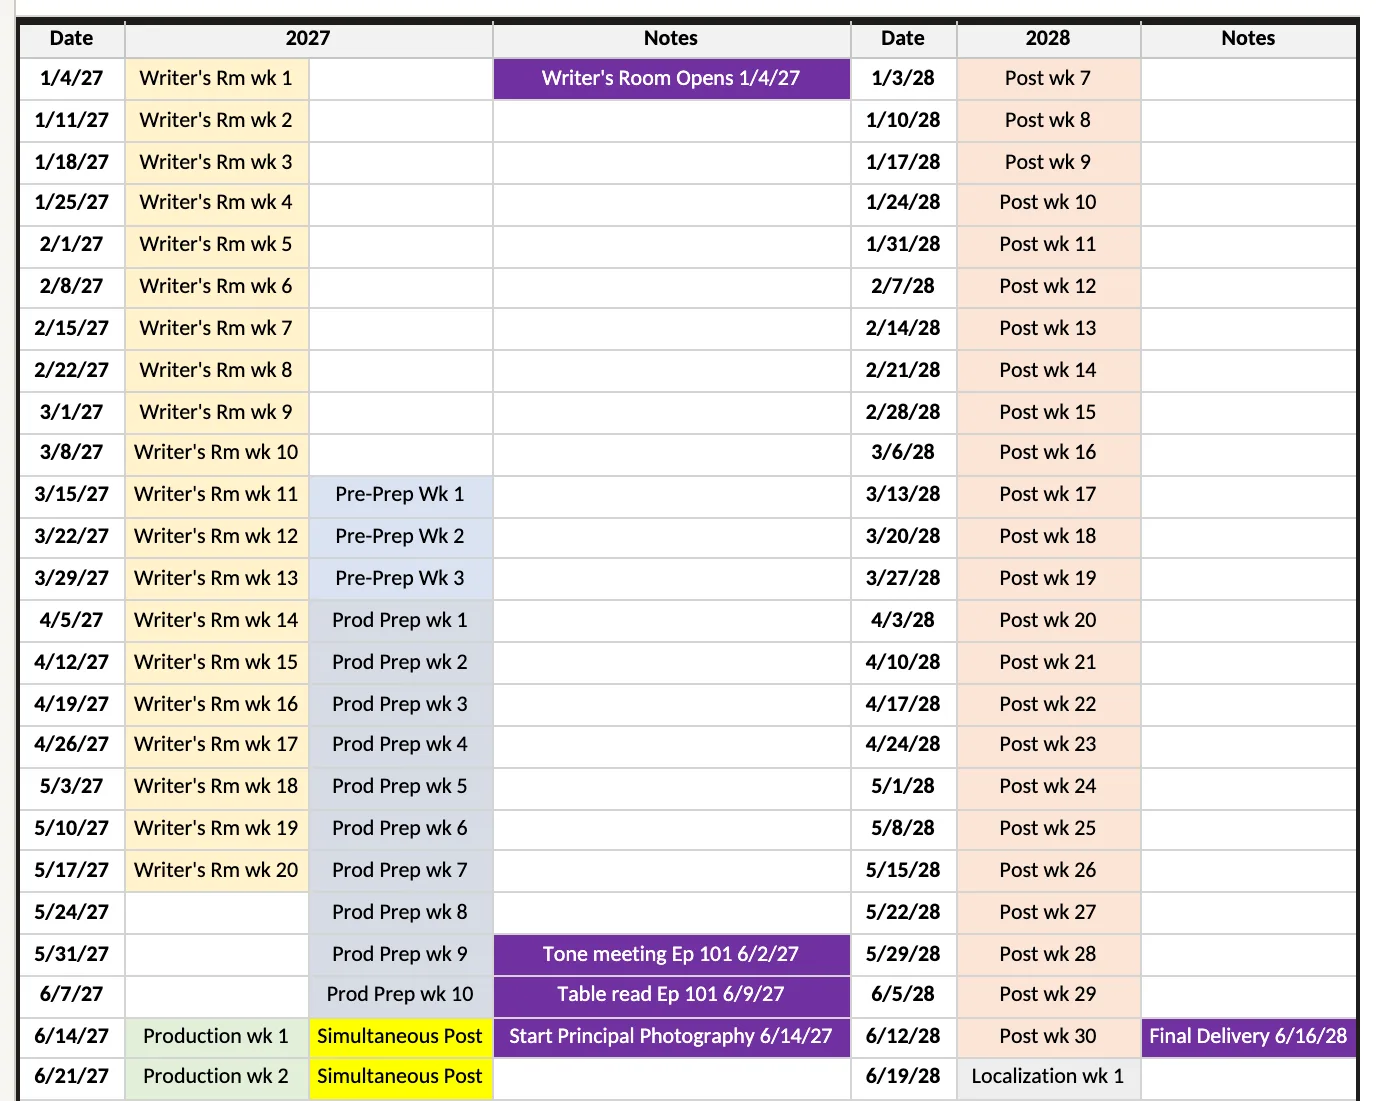 Date 2027 Notes Date 2028 Notes
1/4/27 Writer's Rm wk 1 Writer's Room Opens 1/4/27 1/3/28 Post wk 7
1/11/27 Writer's Rm wk 2 1/10/28 Post wk 8
1/18/27 Writer's Rm wk 3 1/17/28 Post wk 9
1/25/27 Writer's Rm wk 4 1/24/28 Post wk 10
2/1/27 Writer's Rm wk 5 1/31/28 Post wk 11
2/8/27 Writer's Rm wk 6 2/7/28 Post wk 12
2/15/27 Writer's Rm wk 7 2/14/28 Post wk 13
2/22/27 Writer's Rm wk 8 2/21/28 Post wk 14
3/1/27 Writer's Rm wk 9 2/28/28 Post wk 15
3/8/27 Writer's Rm wk 10 3/6/28 Post wk 16
3/15/27 Writer's Rm wk 11 Pre-Prep Wk 1 3/13/28 Post wk 17
3/22/27 Writer's Rm wk 12 Pre-Prep Wk 2 3/20/28 Post wk 18
3/29/27 Writer's Rm wk 13 Pre-Prep Wk 3 3/27/28 Post wk 19
4/5/27 Writer's Rm wk 14 Prod Prep wk 1 4/3/28 Post wk 20
4/12/27 Writer's Rm wk 15 Prod Prep wk 2 4/10/28 Post wk 21
4/19/27 Writer's Rm wk 16 Prod Prep wk 3 4/17/28 Post wk 22
4/26/27 Writer's Rm wk 17 Prod Prep wk 4 4/24/28 Post wk 23
5/3/27 Writer's Rm wk 18 Prod Prep wk 5 5/1/28 Post wk 24
5/10/27 Writer's Rm wk 19 Prod Prep wk 6 5/8/28 Post wk 25
5/17/27 Writer's Rm wk 20 Prod Prep wk 7 5/15/28 Post wk 26
5/24/27 Prod Prep wk 8 5/22/28 Post wk 27
5/31/27 Prod Prep wk 9 Tone meeting Ep 101 6/2/27 5/29/28 Post wk 28
6/7/27 Prod Prep wk 10 Table read Ep 101 6/9/27 6/5/28 Post wk 29
6/14/27 Production wk 1 Simultaneous Post Start Principal Photography 6/14/27 6/12/28 Post wk 30 Final Delivery 6/16/28
6/21/27 Production wk 2 Simultaneous Post 6/19/28 Localization wk 1